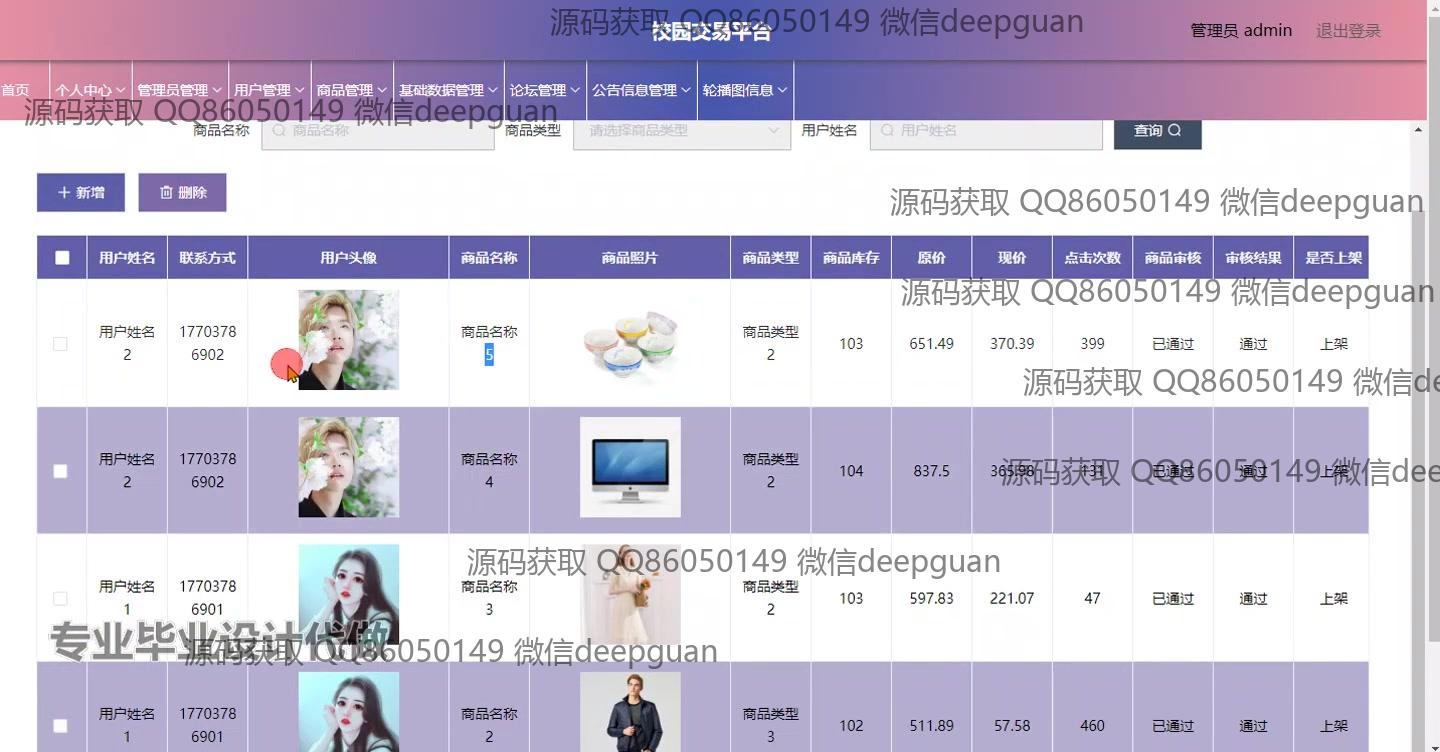 源码获取 QQ86050149 微信deepguan
校园交易平台
管理员 admin
退出登录
首页
个人中心
管理员管理
用户管理
商品管理
基础数据管理
论坛管理
公告信息管理
轮播图信息
源码获取 QQ86050149 微信deepguan
商品名称
商品名称
商品类型
请选择商品类型
用户姓名
用户姓名
查询
新增
删除
源码获取 QQ86050149 微信deepguan
用户姓名 联系方式 用户头像 商品名称 商品照片 商品类型 商品库存 原价 现价 点击次数 商品审核 审核结果 是否上架
源码获取 QQ86050149 微信deepguan
用户姓名 1770378 商品名称 商品类型 103 651.49 370.39 399 已通过 通过 上架
2 6902 5 2
源码获取 QQ86050149 微信de
用户姓名 1770378 商品名称 商品类型 104 837.5 365.98 131 已通过 通过 上架
2 6902 4 2
源码获取 QQ86050149 微信dee
源码获取 QQ86050149 微信deepguan
用户姓名 1770378 商品名称 商品类型 103 597.83 221.07 47 已通过 通过 上架
1 6901 3 2
专业毕业设计代做
源码获取 QQ86050149 微信deepguan
用户姓名 1770378 商品名称 商品类型 102 511.89 57.58 460 已通过 通过 上架
1 6901 2 3